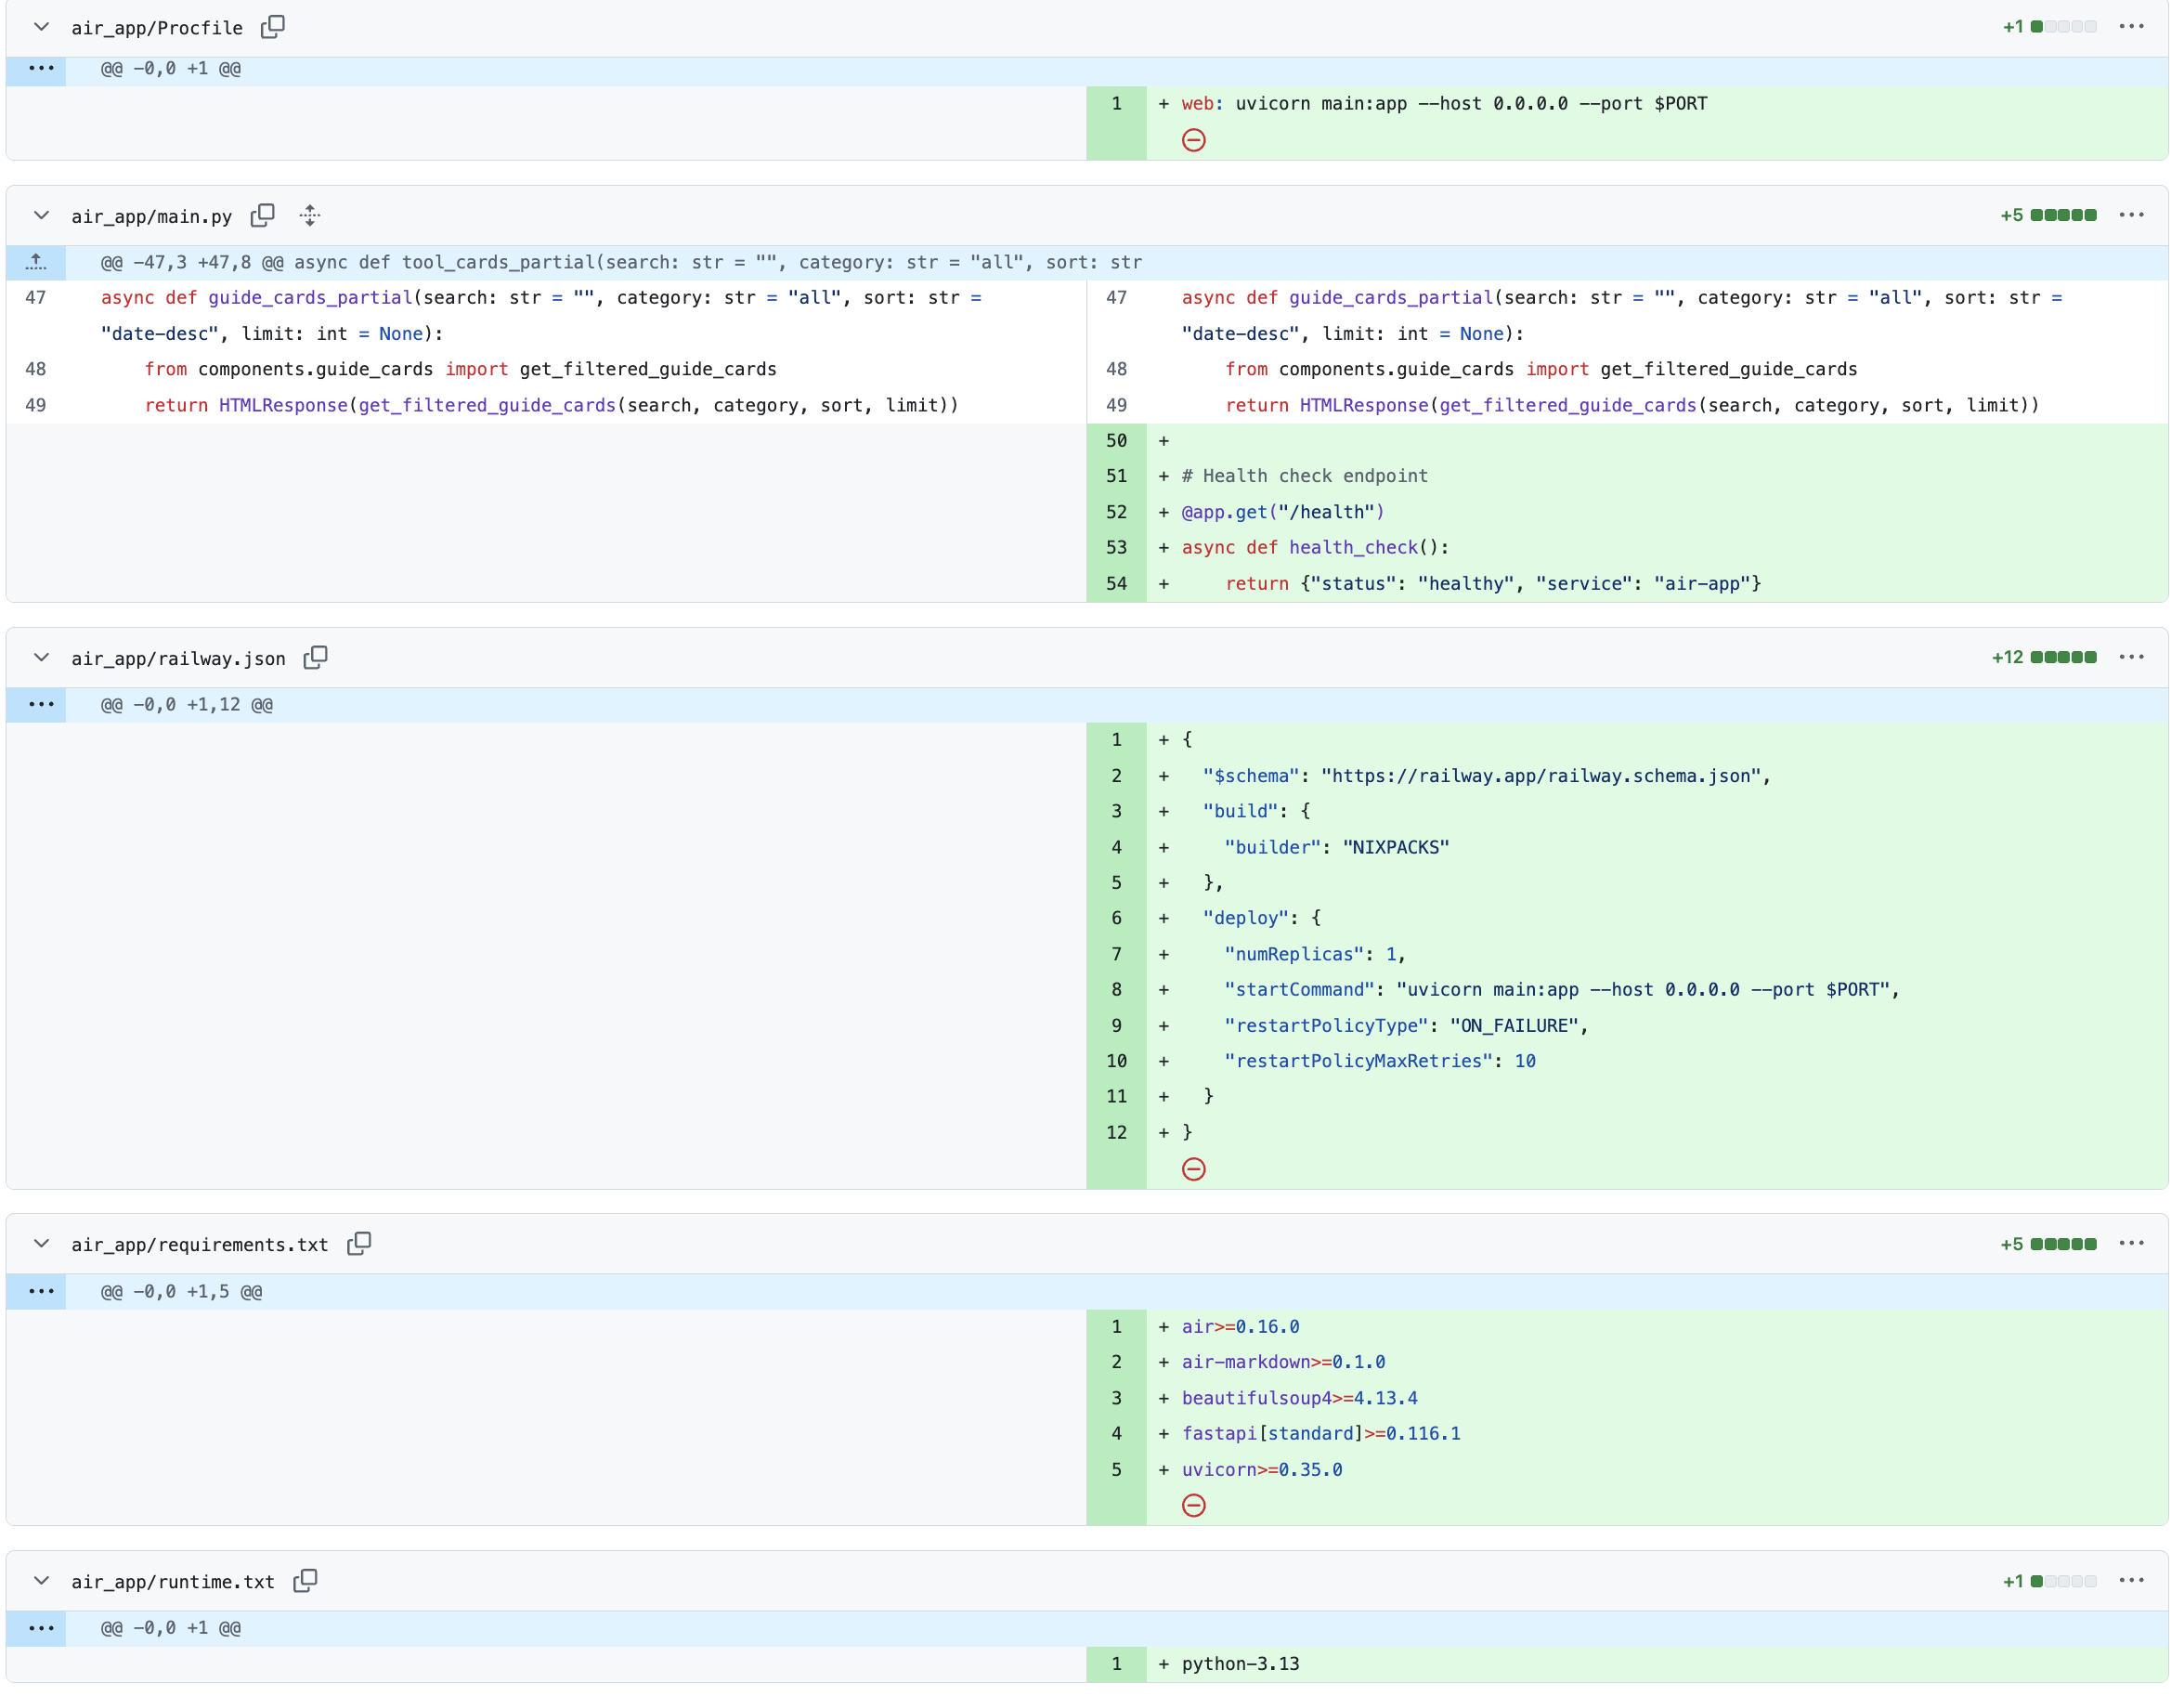 air_app/Procfile
+1
@@ -0,0 +1 @@
1 + web: uvicorn main:app --host 0.0.0.0 --port $PORT
air_app/main.py
+5
@@ -47,3 +47,8 @@ async def tool_cards_partial(search: str = "", category: str = "all", sort: str
47 async def guide_cards_partial(search: str = "", category: str = "all", sort: str =
"date-desc", limit: int = None):
48     from components.guide_cards import get_filtered_guide_cards
49     return HTMLResponse(get_filtered_guide_cards(search, category, sort, limit))
47 async def guide_cards_partial(search: str = "", category: str = "all", sort: str =
"date-desc", limit: int = None):
48     from components.guide_cards import get_filtered_guide_cards
49     return HTMLResponse(get_filtered_guide_cards(search, category, sort, limit))
50 +
51 + # Health check endpoint
52 + @app.get("/health")
53 + async def health_check():
54 +     return {"status": "healthy", "service": "air-app"}
air_app/railway.json
+12
@@ -0,0 +1,12 @@
1 + {
2 +   "$schema": "https://railway.app/railway.schema.json",
3 +   "build": {
4 +     "builder": "NIXPACKS"
5 +   },
6 +   "deploy": {
7 +     "numReplicas": 1,
8 +     "startCommand": "uvicorn main:app --host 0.0.0.0 --port $PORT",
9 +     "restartPolicyType": "ON_FAILURE",
10 +     "restartPolicyMaxRetries": 10
11 +   }
12 + }
air_app/requirements.txt
+5
@@ -0,0 +1,5 @@
1 + air>=0.16.0
2 + air-markdown>=0.1.0
3 + beautifulsoup4>=4.13.4
4 + fastapi[standard]>=0.116.1
5 + uvicorn>=0.35.0
air_app/runtime.txt
+1
@@ -0,0 +1 @@
1 + python-3.13